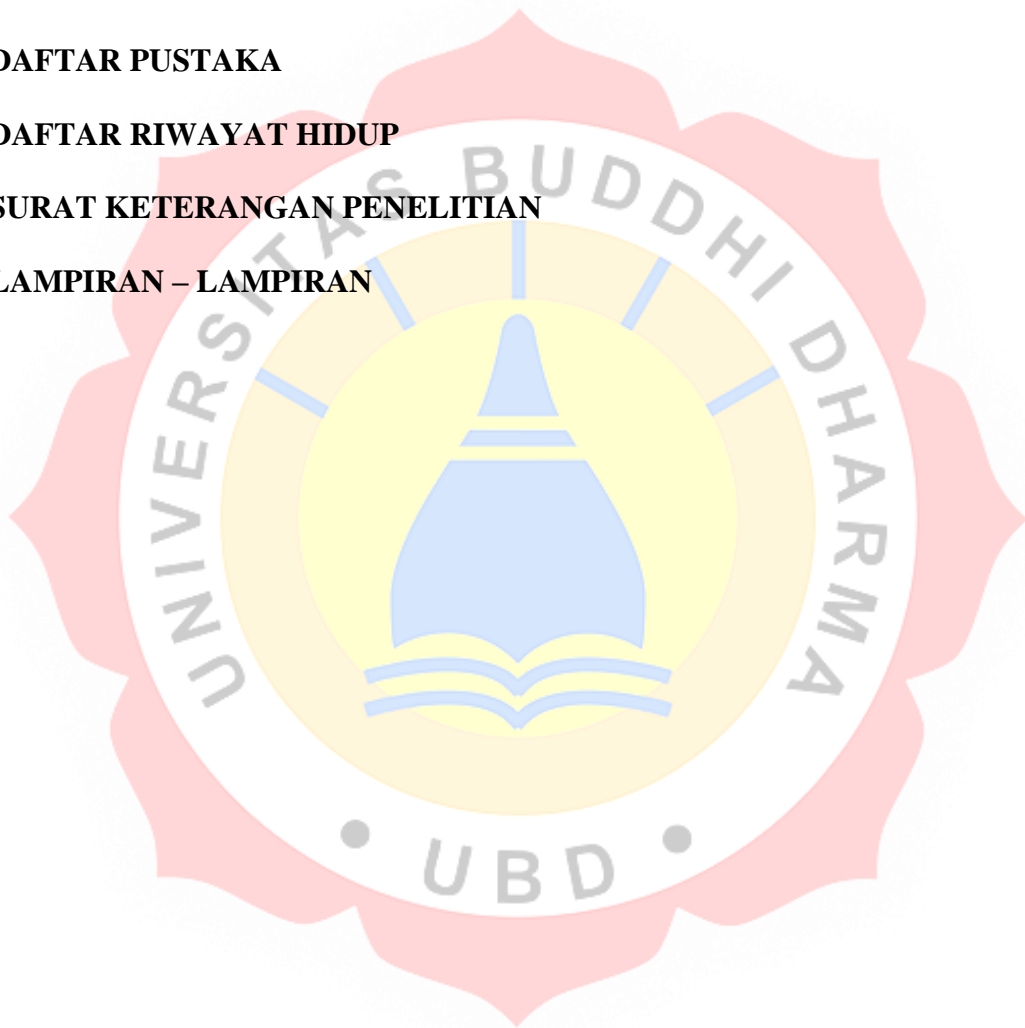 DAFTAR PUSTAKA
DAFTAR RIWAYAT HIDUP
SURAT KETERANGAN PENELITIAN
LAMPIRAN – LAMPIRAN
UNIVERSITAS BUDDHI DHARMA
• UBD •